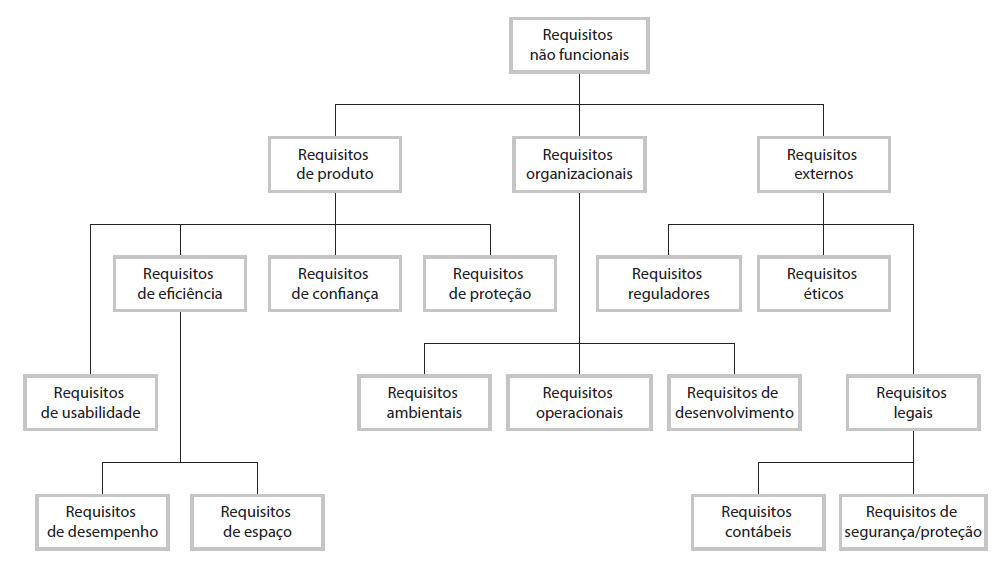 Requisitos
não funcionais
Requisitos
de produto
Requisitos
organizacionais
Requisitos
externos
Requisitos
de eficiência
Requisitos
de confiança
Requisitos
de proteção
Requisitos
reguladores
Requisitos
éticos
Requisitos
de usabilidade
Requisitos
ambientais
Requisitos
operacionais
Requisitos de
desenvolvimento
Requisitos
legais
Requisitos
de desempenho
Requisitos
de espaço
Requisitos
contábeis
Requisitos de
segurança/proteção